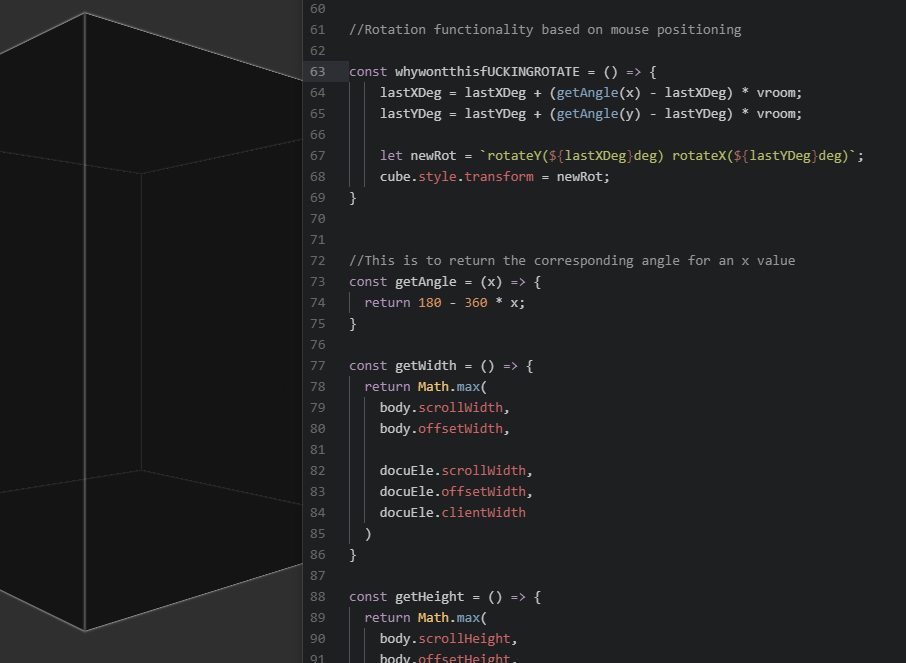 60
61 //Rotation functionality based on mouse positioning
62
63 const whywontthisfUCKINGROTATE = () => {
64 lastXDeg = lastXDeg + (getAngle(x) - lastXDeg) * vroom;
65 lastYDeg = lastYDeg + (getAngle(y) - lastYDeg) * vroom;
66
67 let newRot = `rotateY(${lastXDeg}deg) rotateX(${lastYDeg}deg)`;
68 cube.style.transform = newRot;
69 }
70
71
72 //This is to return the corresponding angle for an x value
73 const getAngle = (x) => {
74 return 180 - 360 * x;
75 }
76
77 const getWidth = () => {
78 return Math.max(
79 body.scrollWidth,
80 body.offsetWidth,
81
82 docuEle.scrollWidth,
83 docuEle.offsetWidth,
84 docuEle.clientWidth
85 )
86 }
87
88 const getHeight = () => {
89 return Math.max(
90 body.scrollHeight,
91 body.offsetHeight,